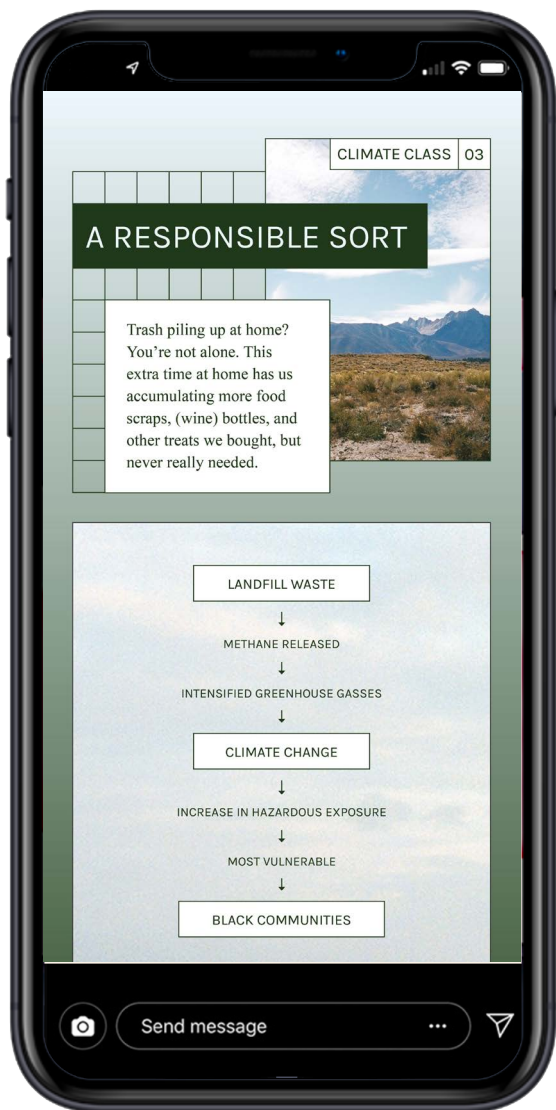 CLIMATE CLASS 03
A RESPONSIBLE SORT
Trash piling up at home?
You’re not alone. This
extra time at home has us
accumulating more food
scraps, (wine) bottles, and
other treats we bought, but
never really needed.
LANDFILL WASTE
METHANE RELEASED
INTENSIFIED GREENHOUSE GASSES
CLIMATE CHANGE
INCREASE IN HAZARDOUS EXPOSURE
MOST VULNERABLE
BLACK COMMUNITIES
Send message